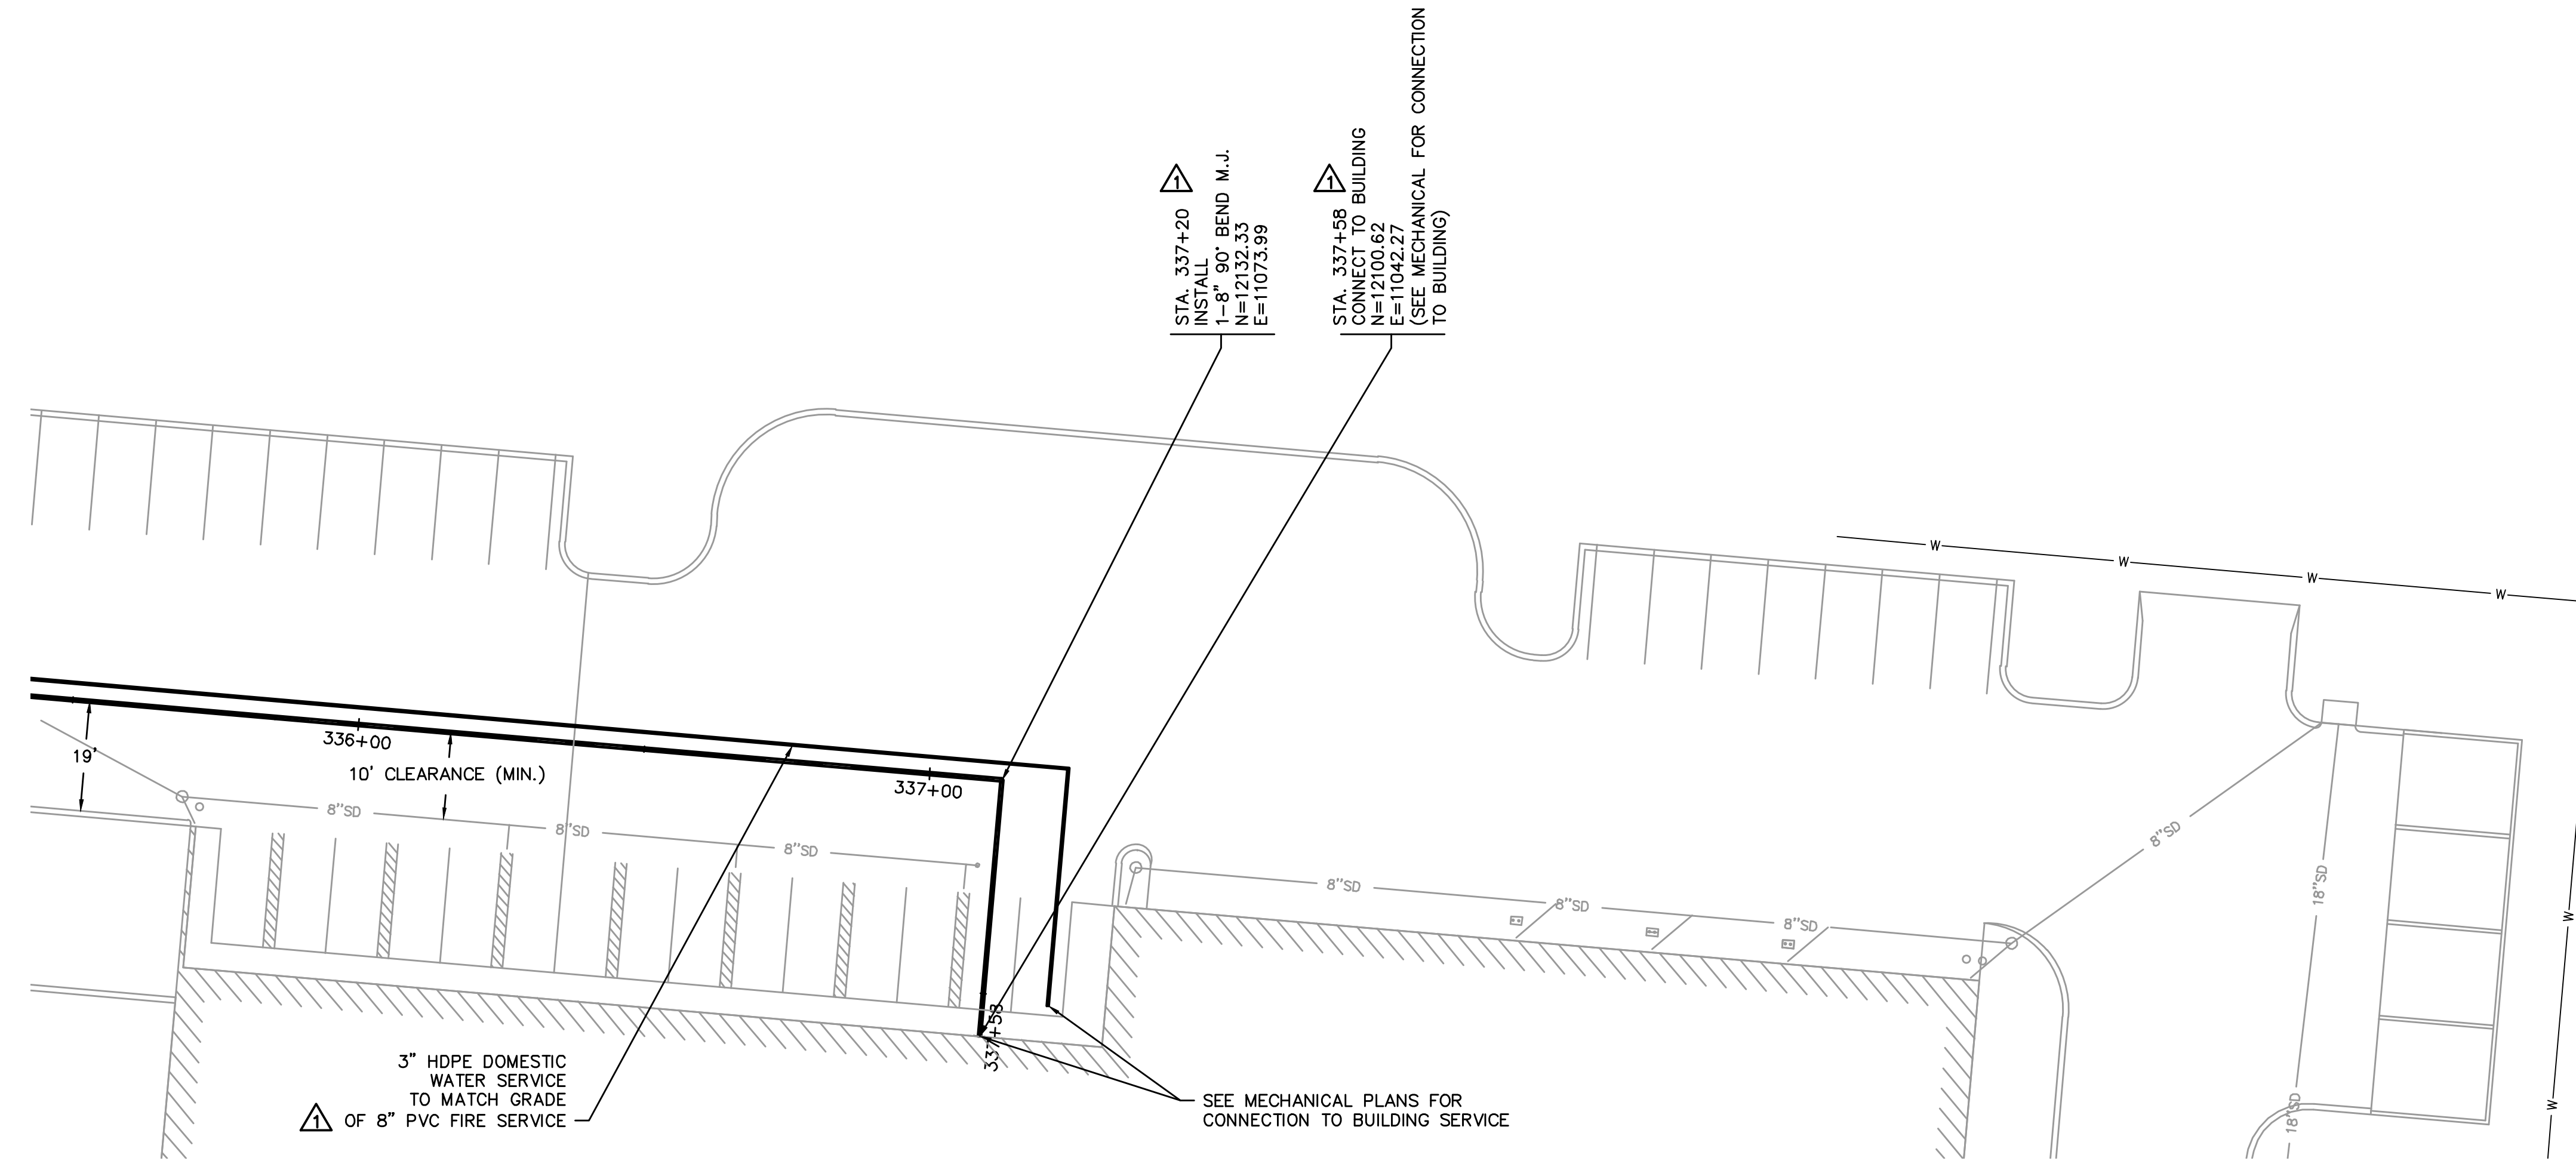 1
STA. 337+20
INSTALL
1-8" 90° BEND M.J.
N=12132.33
E=11073.99
1
STA. 337+58
CONNECT TO BUILDING
N=12100.62
E=11042.27
(SEE MECHANICAL FOR CONNECTION
TO BUILDING)
W
W
W
W
19'
336+00
10' CLEARANCE (MIN.)
337+00
8"SD
8"SD
8"SD
8"SD
8"SD
8"SD
8"SD
18"SD
W
337+58
3" HDPE DOMESTIC
WATER SERVICE
TO MATCH GRADE
1 OF 8" PVC FIRE SERVICE
SEE MECHANICAL PLANS FOR
CONNECTION TO BUILDING SERVICE
18"SD
W